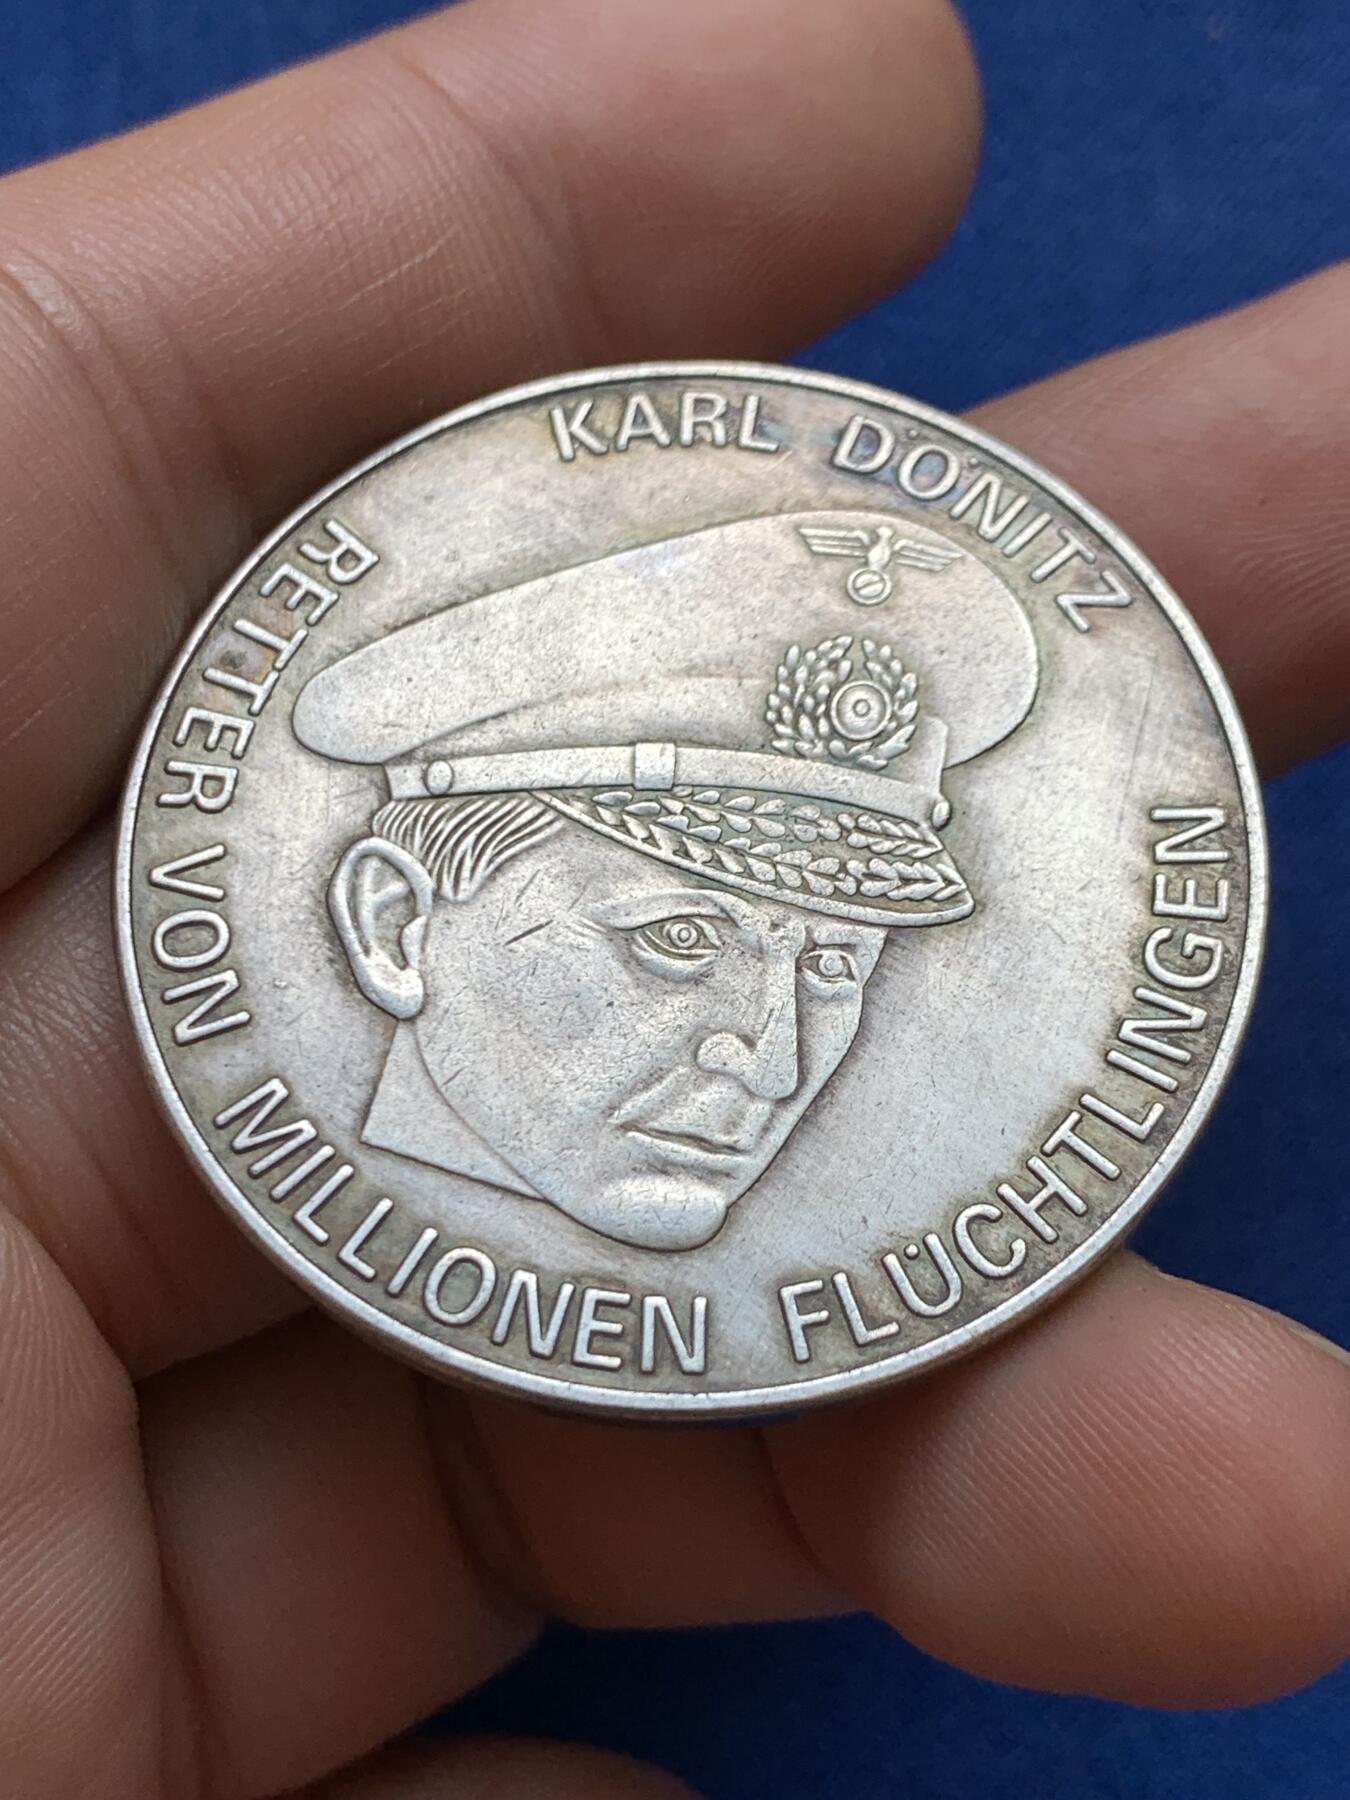 KARL DÖNITZ
RETTER VON MILLIONEN FLÜCHTLINGEN